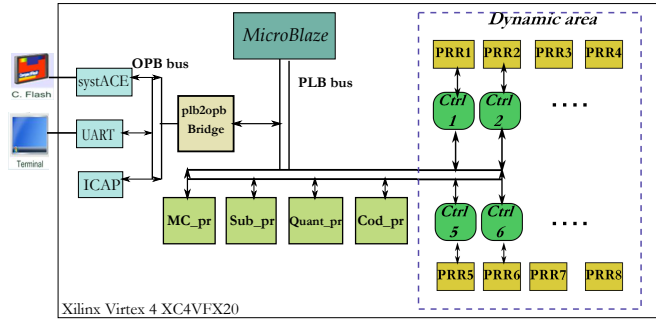 Dynamic area
MicroBlaze
PRR1 PRR2 PRR3 PRR4
OPB bus
systACE
PLB bus
C. Flash
plb2opb
Bridge
Ctrl
1
Ctrl
2
....
UART
Terminal
ICAP
MC_pr Sub_pr Quant_pr Cod_pr
Ctrl
5
Ctrl
6
....
PRR5 PRR6 PRR7 PRR8
Xilinx Virtex 4 XC4VFX20